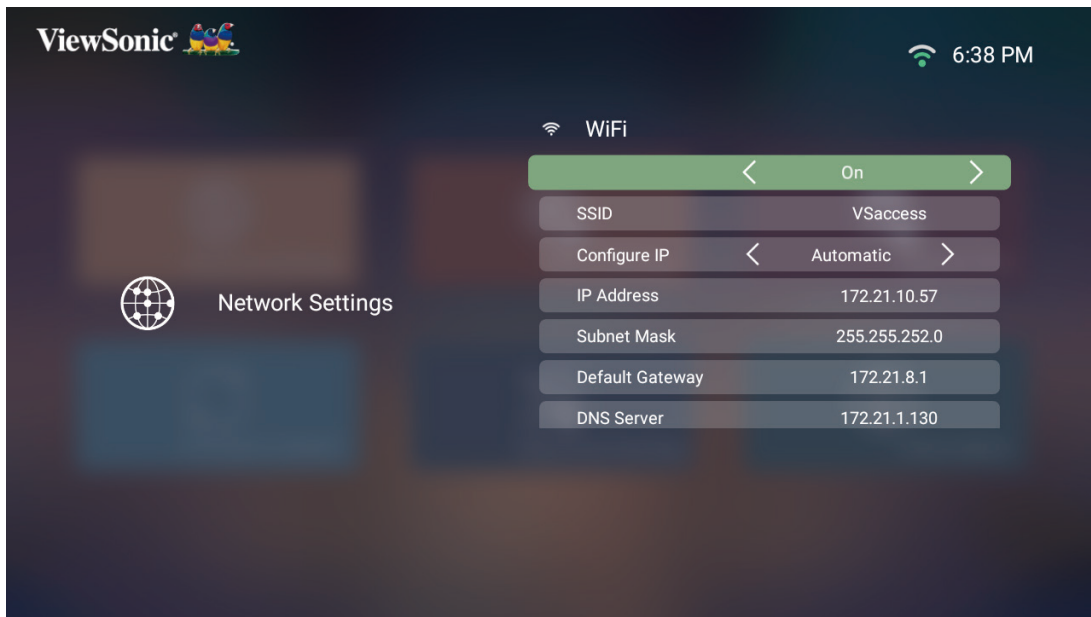 ViewSonic
6:38 PM
WiFi
On
SSID VSaccess
Configure IP Automatic
IP Address 172.21.10.57
Network Settings
Subnet Mask 255.255.252.0
Default Gateway 172.21.8.1
DNS Server 172.21.1.130